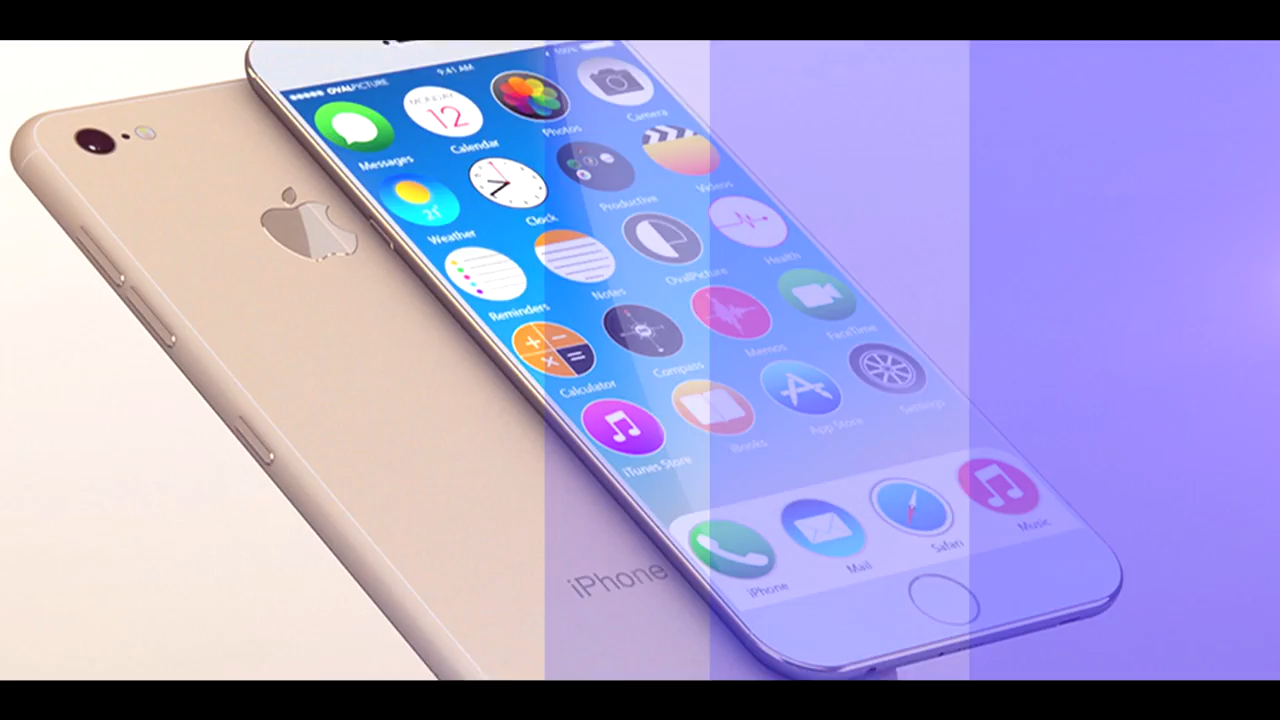 OVALPICTURE 9:41 AM 100%
Messages
MONDAY
12
Calendar
Photos
Camera
Weather
Clock
Productive
Videos
Reminders
Notes
OvalPicture
Health
Calculator
Compass
Memos
FaceTime
iTunes Store
iBooks
App Store
Settings
iPhone
Mail
Safari
Music
iPhone